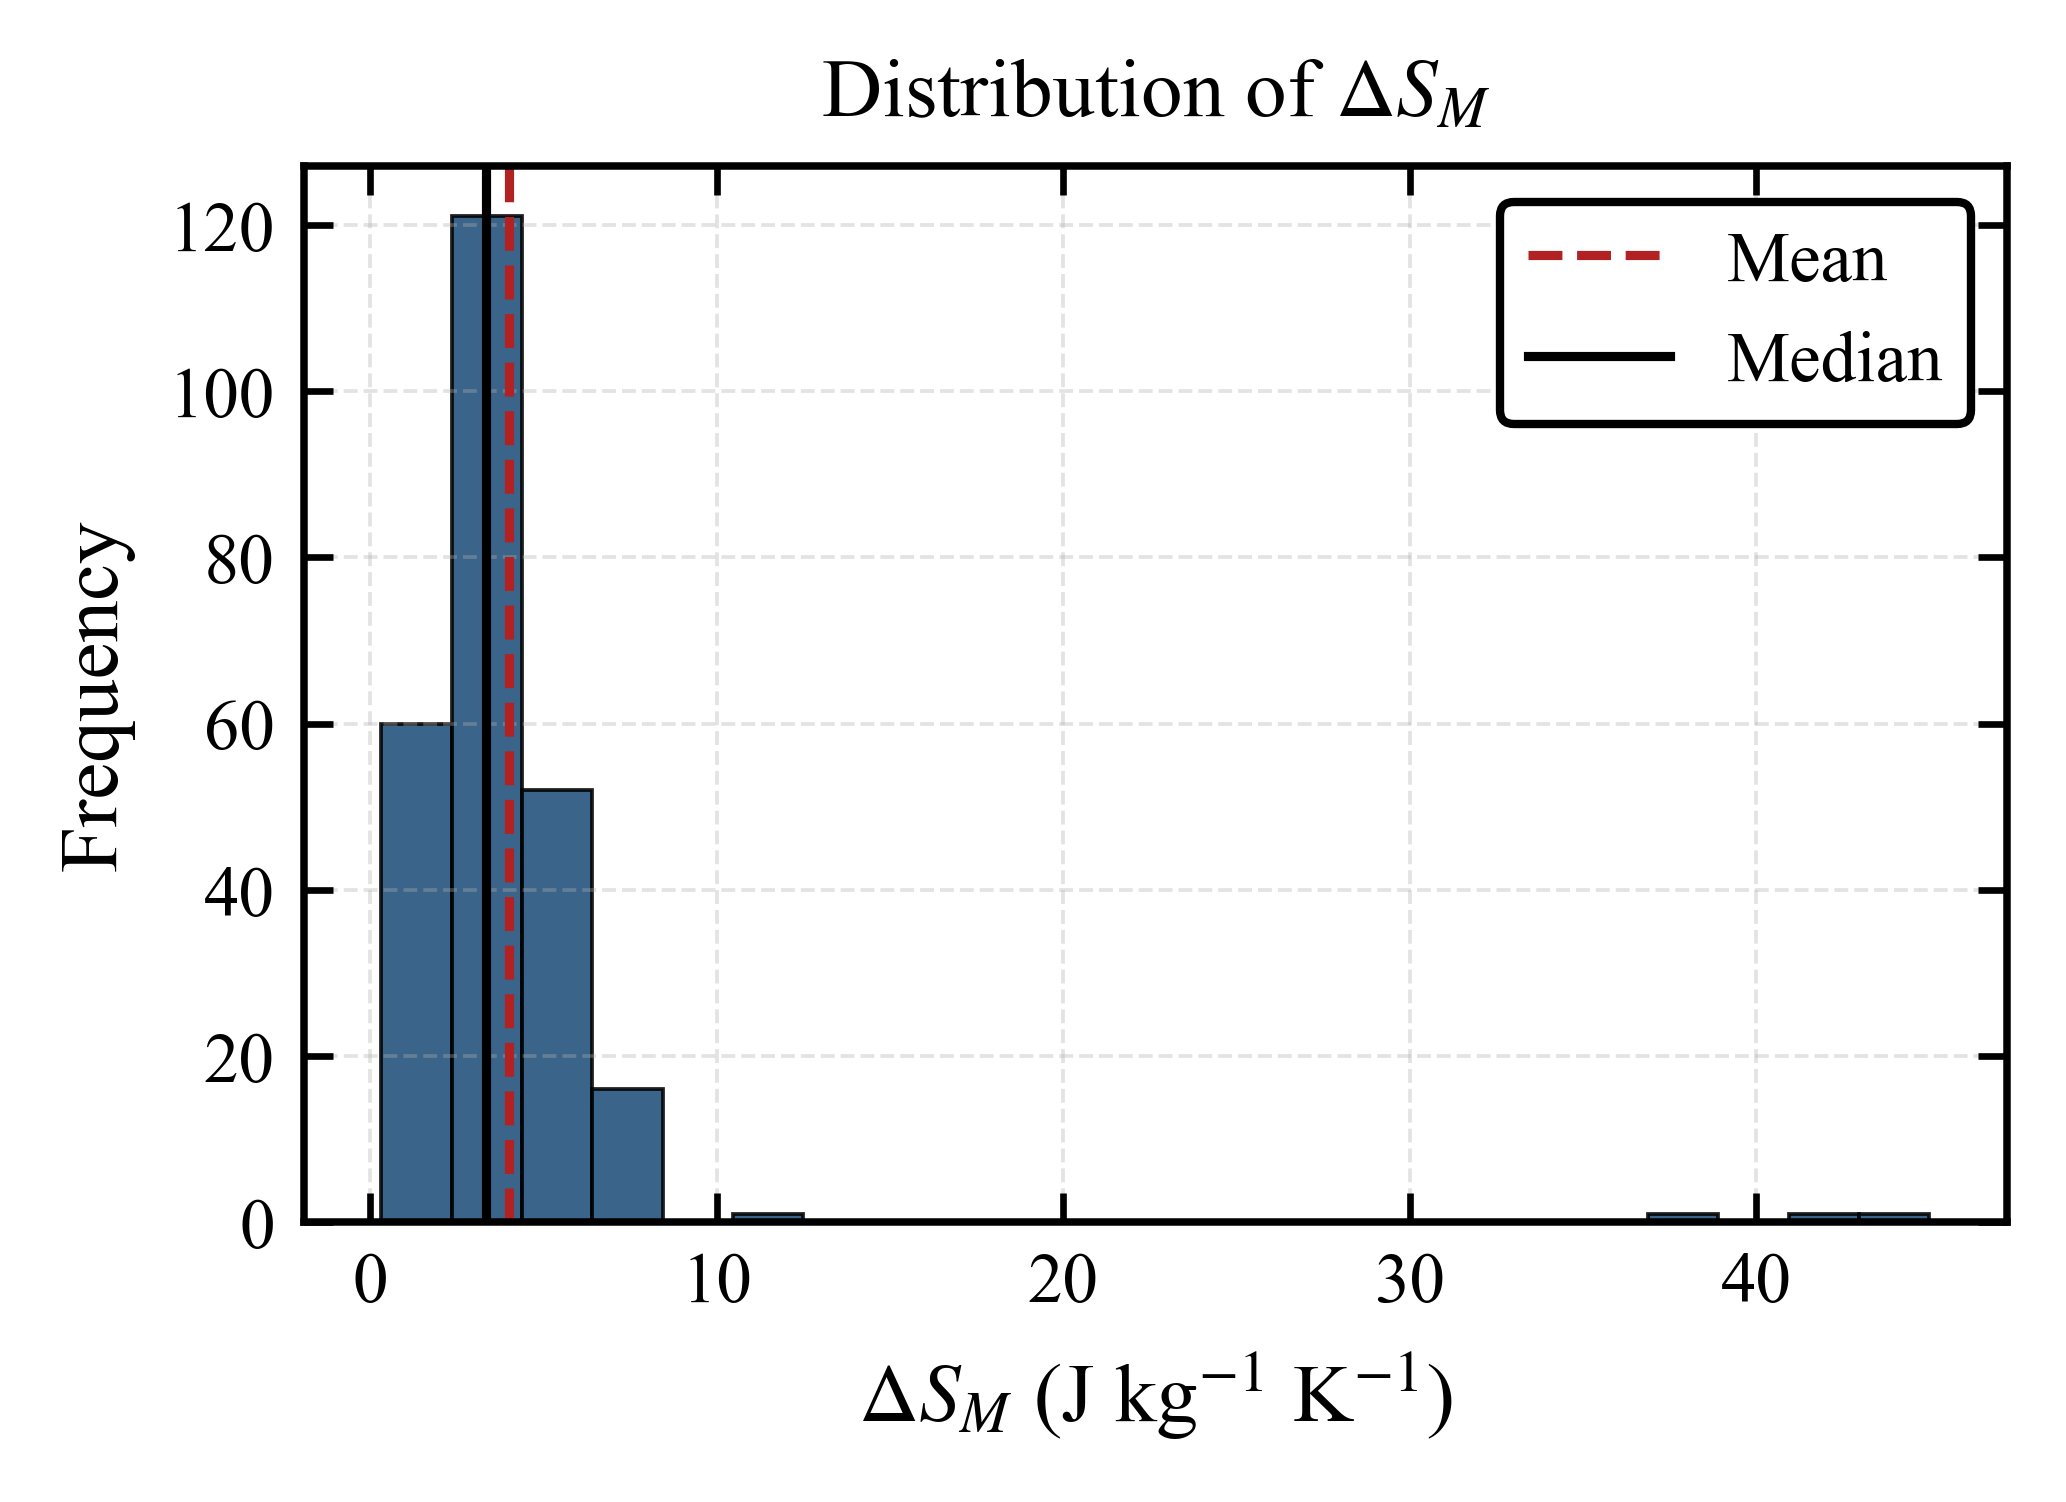 Distribution of Δ𝑆_𝑀
Mean
Median
120
100
80
60
40
20
0
Frequency
0 10 20 30 40
Δ𝑆_𝑀 (J kg⁻¹ K⁻¹)